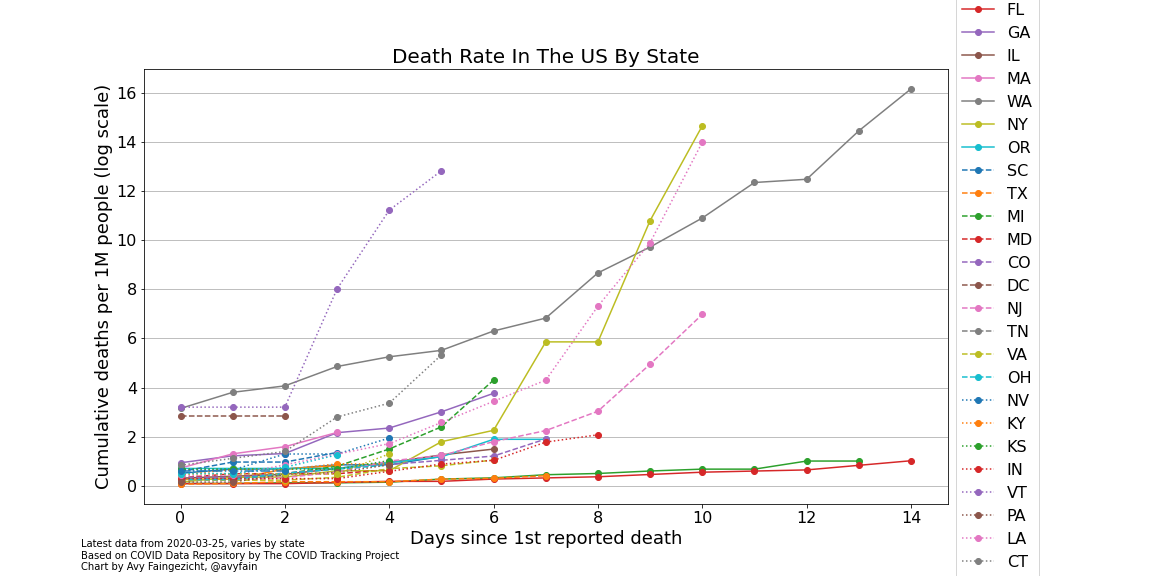 Death Rate In The US By State
Cumulative deaths per 1M people (log scale)
16
14
12
10
8
6
4
2
0
0 2 4 6 8 10 12 14
Days since 1st reported death
Latest data from 2020-03-25, varies by state
Based on COVID Data Repository by The COVID Tracking Project
Chart by Avy Faingezicht, @avyfain
FL
GA
IL
MA
WA
NY
OR
SC
TX
MI
MD
CO
DC
NJ
TN
VA
OH
NV
KY
KS
IN
VT
PA
LA
CT